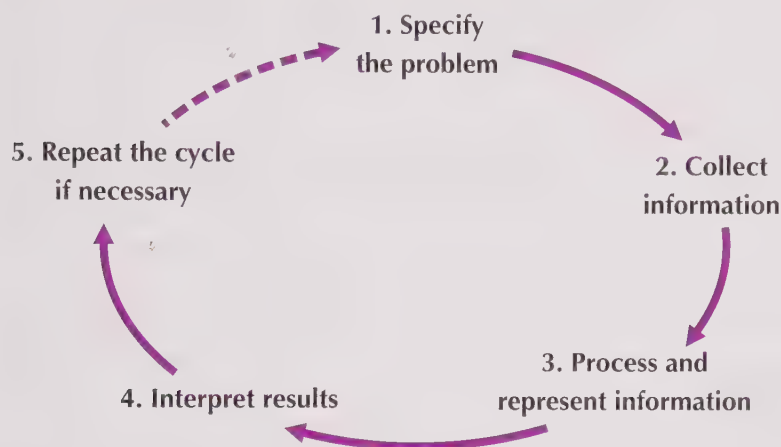 1. Specify
the problem
2. Collect
information
3. Process and
represent information
4. Interpret results
5. Repeat the cycle
if necessary